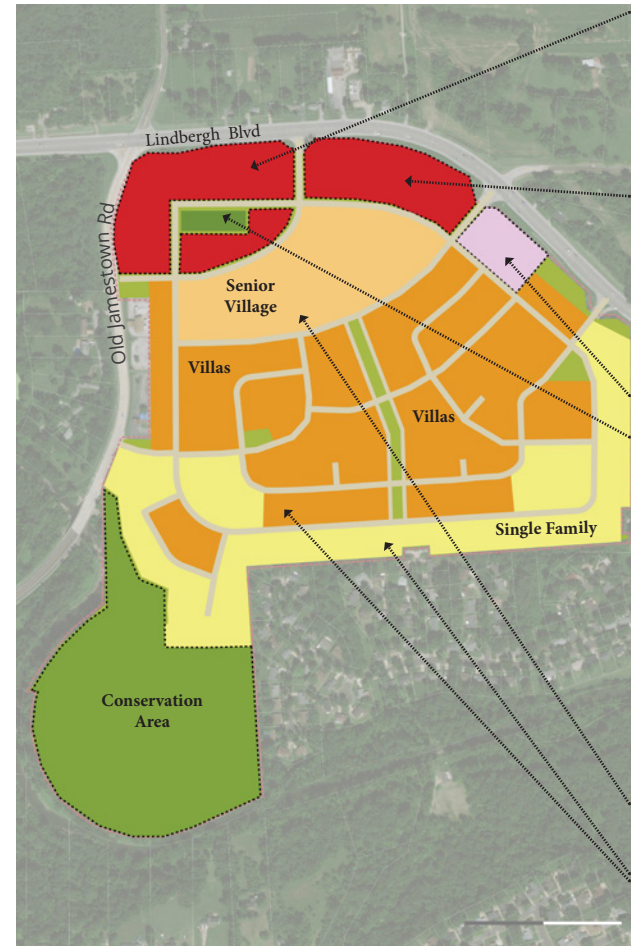 Lindbergh Blvd
Old Jamestown Rd
Senior
Village
Villas
Villas
Single Family
Conservation
Area